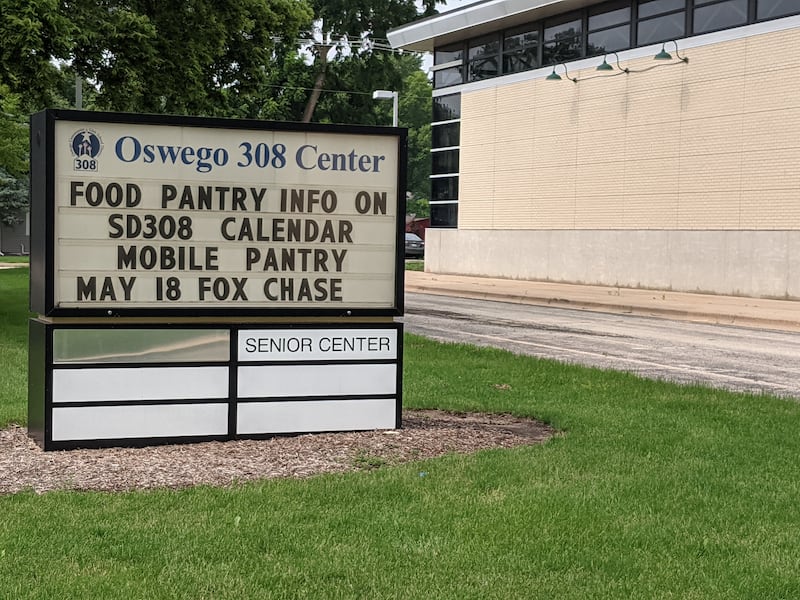 308
Oswego 308 Center
FOOD PANTRY INFO ON
SD308 CALENDAR
MOBILE PANTRY
MAY 18 FOX CHASE
SENIOR CENTER